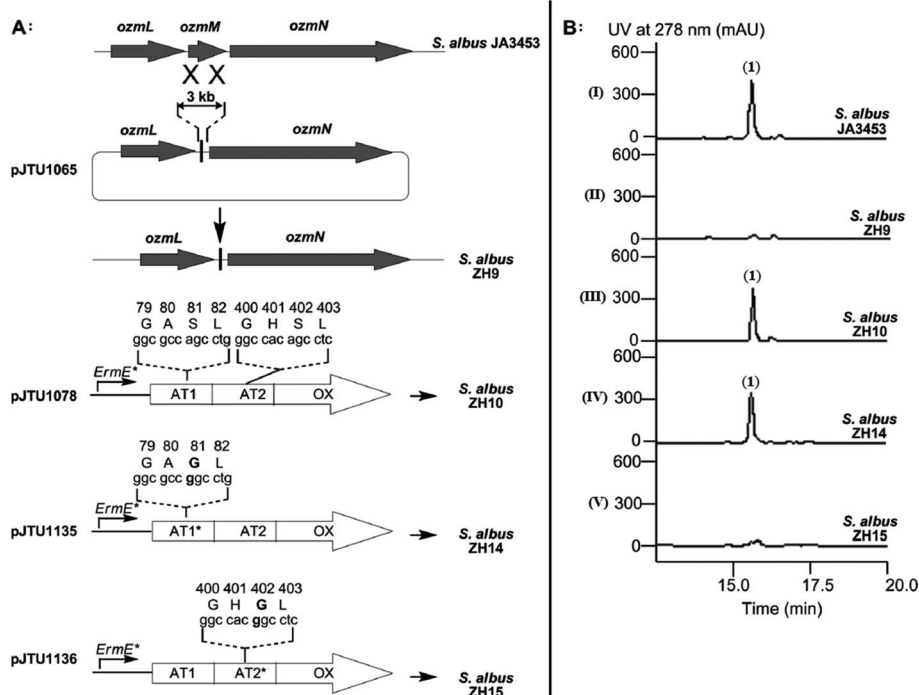 A:
ozmL ozmM ozmN
S. albus JA3453
X X
3 kb
ozmL ozmN
pJTU1065
ozmL ozmN
S. albus
ZH9
79 80 81 82 400 401 402 403
G A S L G H S L
ggc gcc agc ctg ggc cac agc ctc
ErmE*
pJTU1078
AT1 AT2 OX
S. albus
ZH10
79 80 81 82
G A G L
ggc gcc ggc ctg
ErmE*
pJTU1135
AT1* AT2 OX
S. albus
ZH14
400 401 402 403
G H G L
ggc cac ggc ctc
ErmE*
pJTU1136
AT1 AT2* OX
S. albus
ZH15
B: UV at 278 nm (mAU)
600
(1)
(I)
300
S. albus
JA3453
0
600
(II)
300
S. albus
ZH9
0
600
(1)
(III)
300
S. albus
ZH10
0
600
(1)
(IV)
300
S. albus
ZH14
0
600
(V)
300
S. albus
ZH15
0
15.0 17.5 20.0
Time (min)